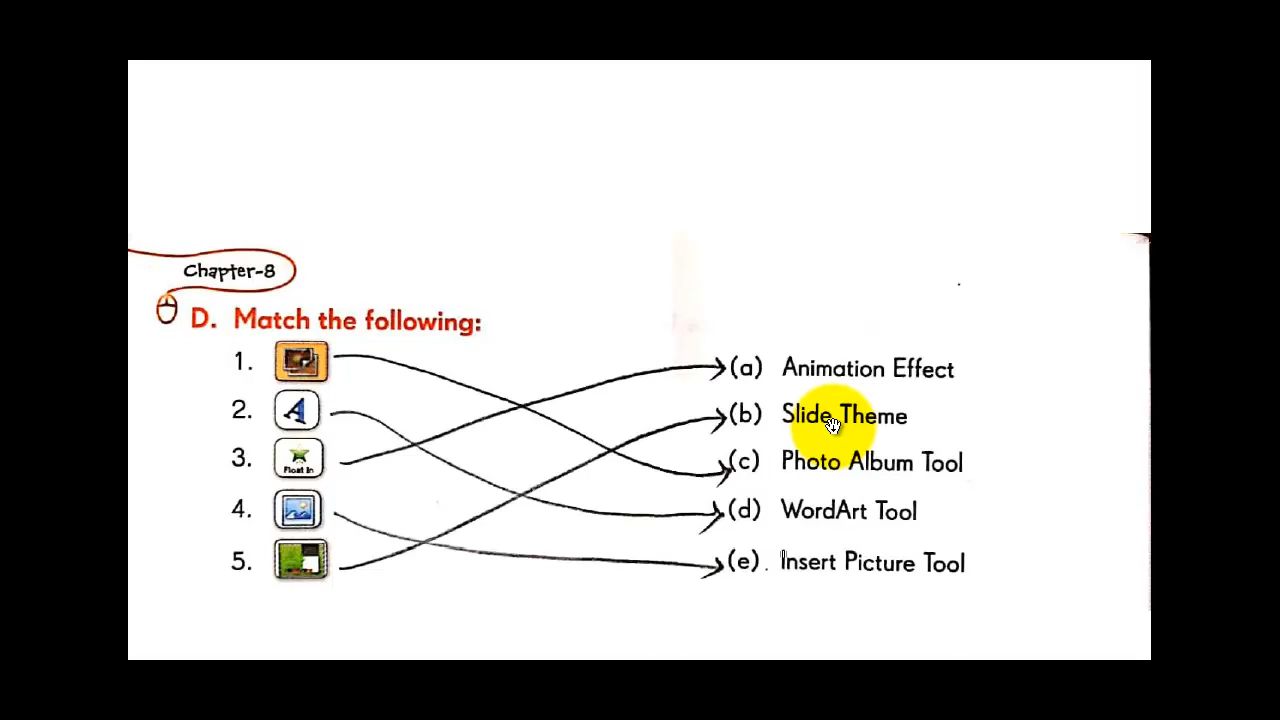 Chapter-8
D. Match the following:
1. (a) Animation Effect
2. A (b) Slide Theme
3. Float In (c) Photo Album Tool
4. (d) WordArt Tool
5. (e). Insert Picture Tool